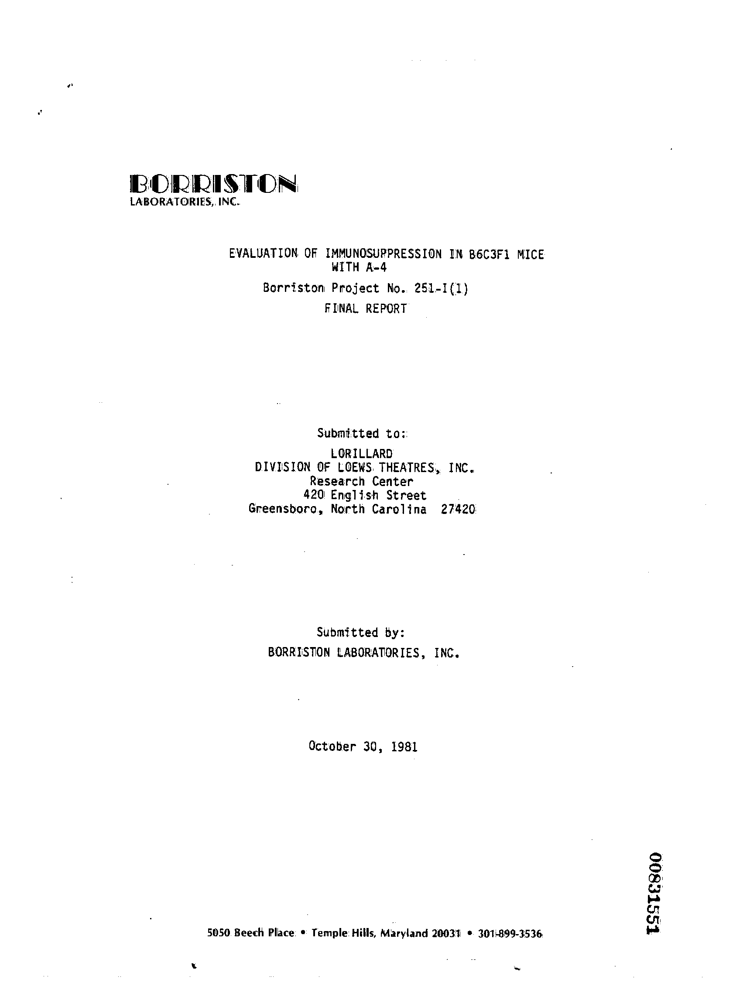 BORRISTON
LABORATORIES, INC.
EVALUATION OF IMMUNOSUPPRESSION IN B6C3F1 MICE
WITH A-4
Borriston Project No. 251-I(1)
FINAL REPORT
Submitted to:
LORILLARD
DIVISION OF LOEWS THEATRES, INC.
Research Center
420 English Street
Greensboro, North Carolina 27420
Submitted by:
BORRISTON LABORATORIES, INC.
October 30, 1981
00831551
5050 Beech Place • Temple Hills, Maryland 20031 • 301-899-3536